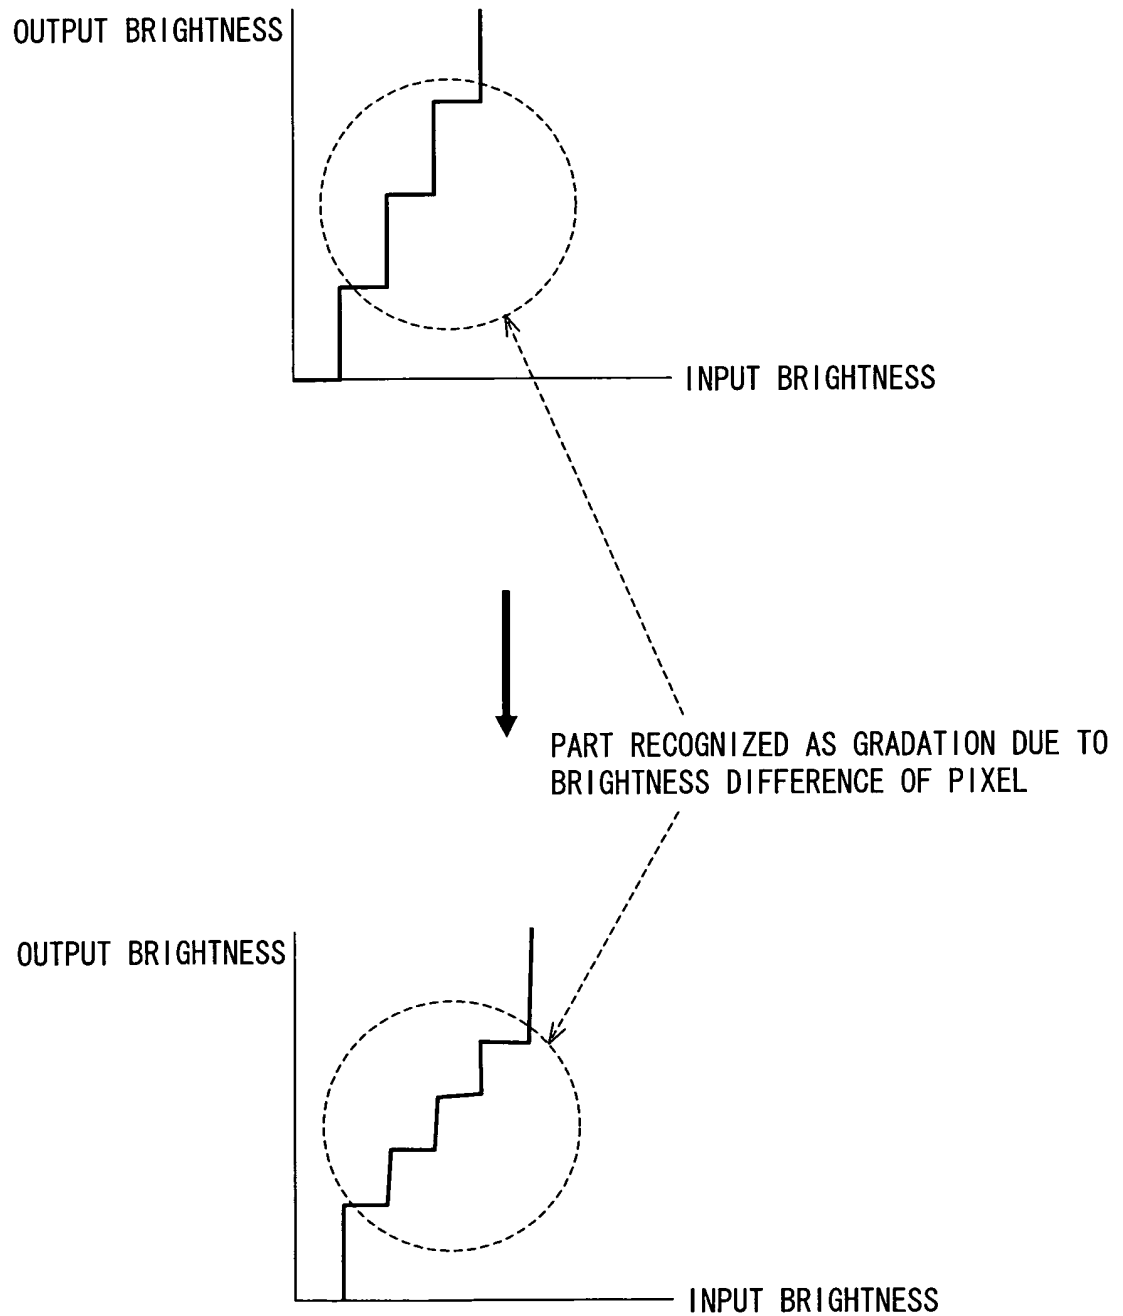 OUTPUT BRIGHTNESS
INPUT BRIGHTNESS
PART RECOGNIZED AS GRADATION DUE TO
BRIGHTNESS DIFFERENCE OF PIXEL
OUTPUT BRIGHTNESS
INPUT BRIGHTNESS